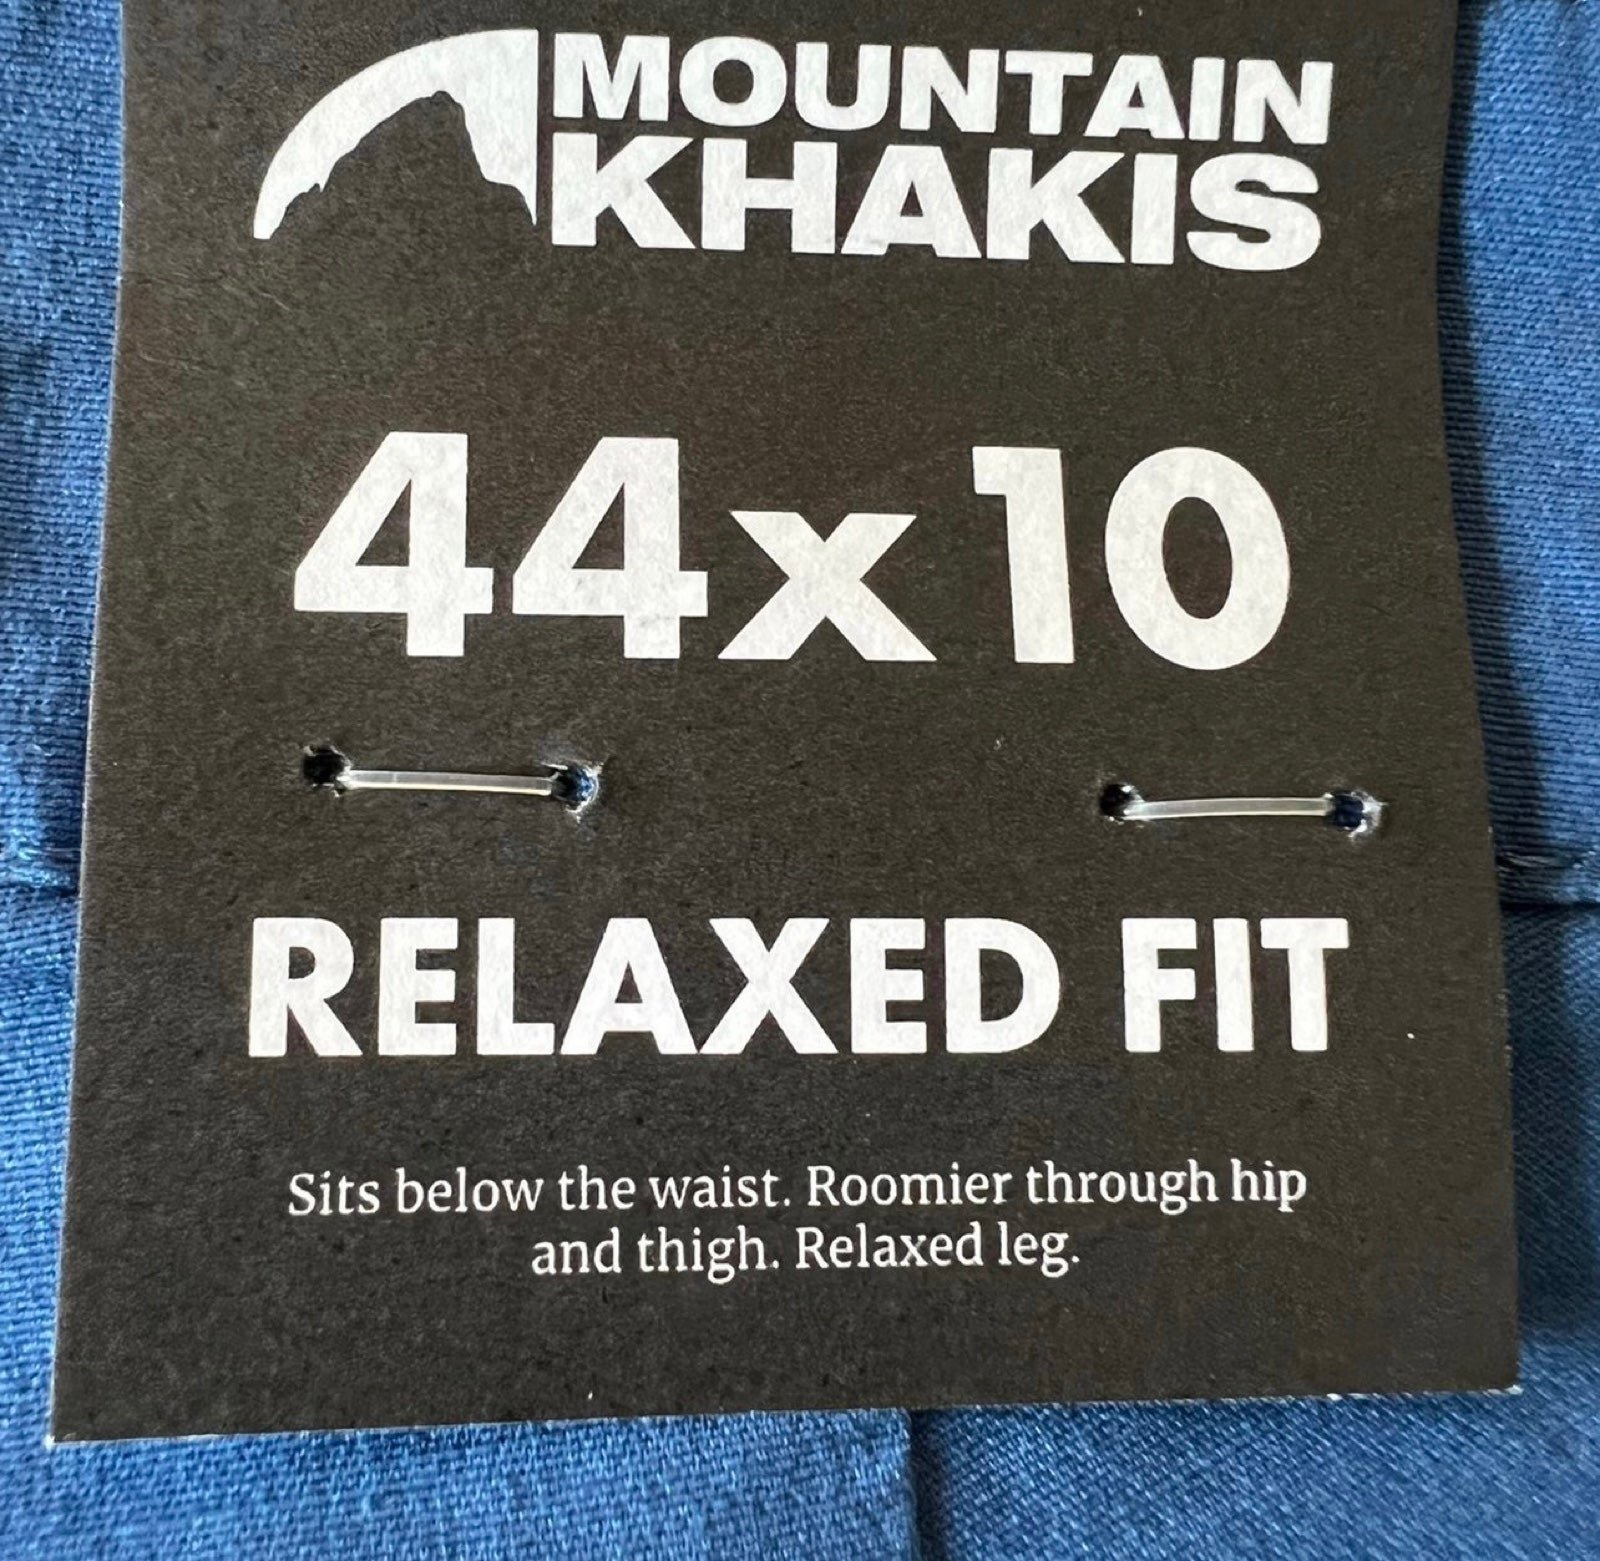 MOUNTAIN
KHAKIS
44x10
RELAXED FIT
Sits below the waist. Roomier through hip
and thigh. Relaxed leg.